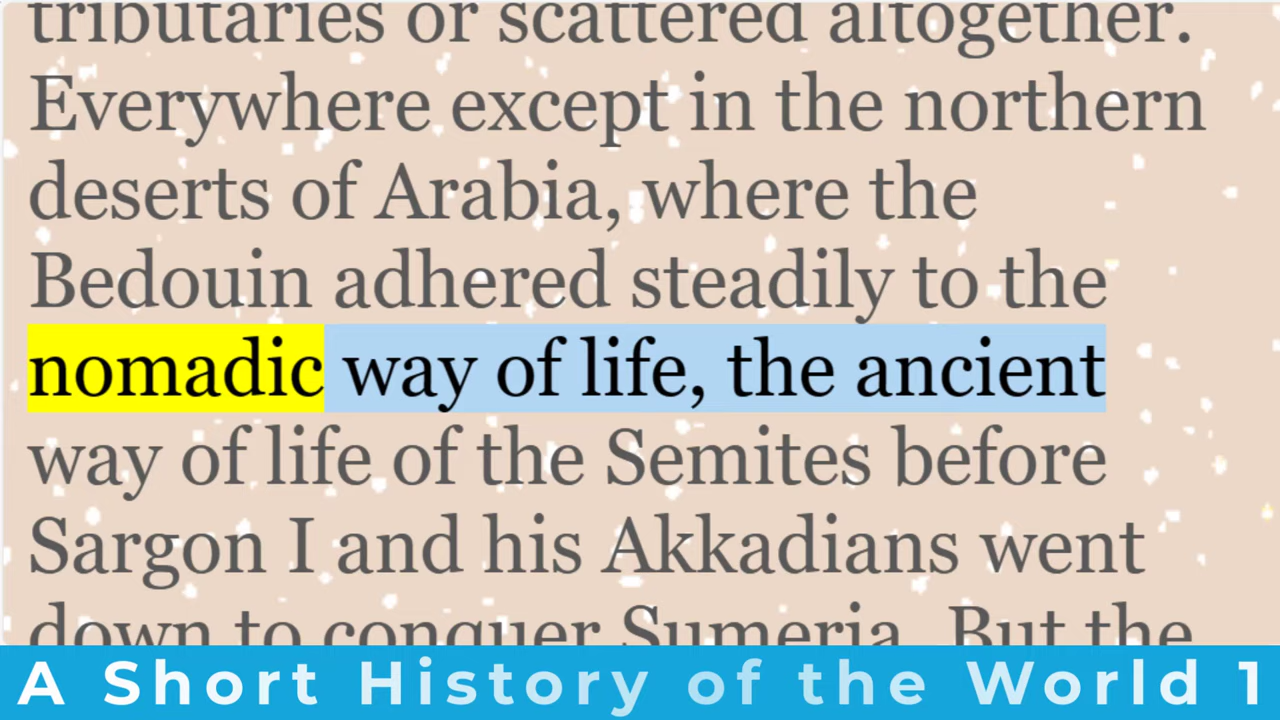 tributaries or scattered altogether.
Everywhere except in the northern
deserts of Arabia, where the
Bedouin adhered steadily to the
nomadic way of life, the ancient
way of life of the Semites before
Sargon I and his Akkadians went
down to conquer Sumeria. But the
A Short History of the World 1